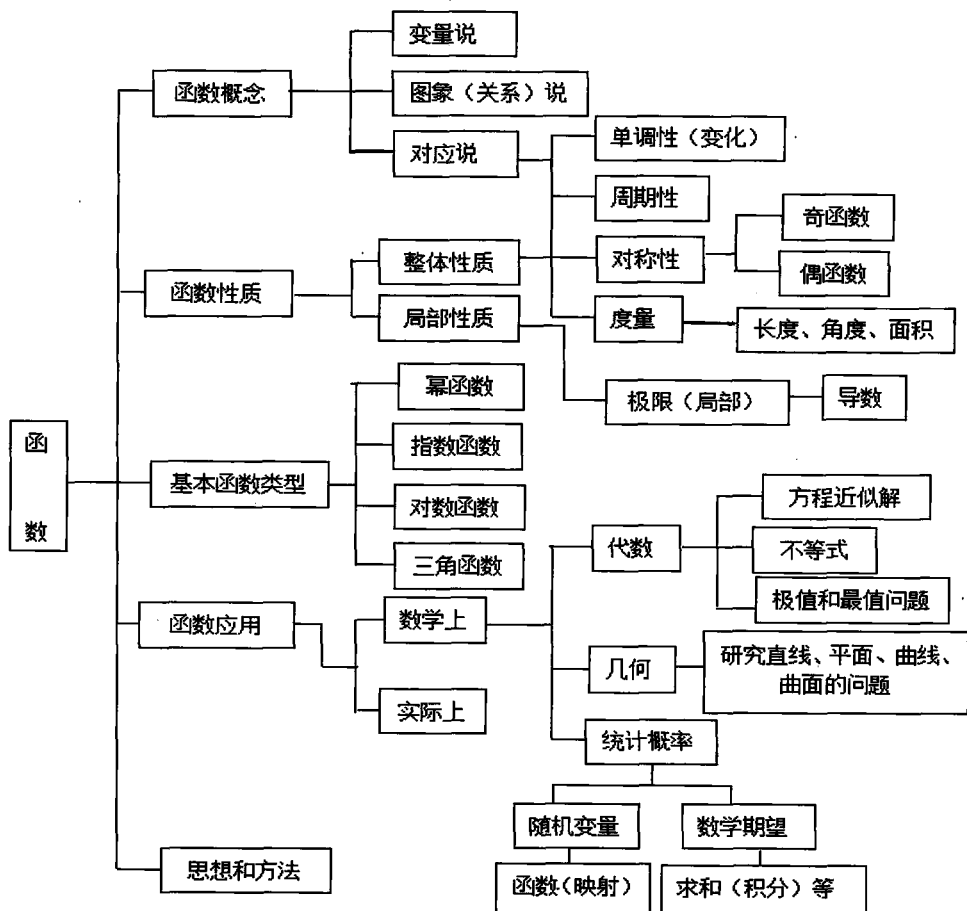 函数
函数概念
变量说
图象（关系）说
对应说
函数性质
整体性质
单调性（变化）
周期性
对称性
奇函数
偶函数
度量
长度、角度、面积
局部性质
极限（局部）
导数
基本函数类型
幂函数
指数函数
对数函数
三角函数
函数应用
数学上
代数
方程近似解
不等式
极值和最值问题
几何
研究直线、平面、曲线、
曲面的问题
统计概率
随机变量
数学期望
函数（映射）
求和（积分）等
实际上
思想和方法